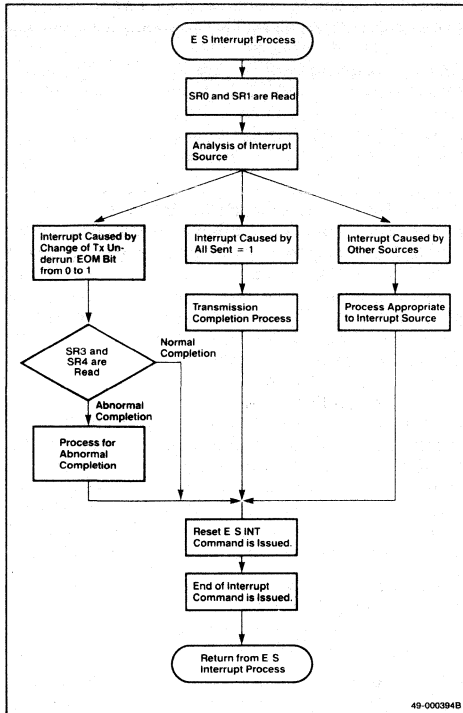 E S Interrupt Process
SR0 and SR1 are Read
Analysis of Interrupt
Source
Interrupt Caused by
Change of Tx Un-
derrun EOM Bit
from 0 to 1
Interrupt Caused by
All Sent = 1
Interrupt Caused by
Other Sources
Transmission
Completion Process
Process Appropriate
to Interrupt Source
SR3 and
SR4 are
Read
Normal
Completion
Abnormal
Completion
Process for
Abnormal
Completion
Reset E S INT
Command is Issued.
End of Interrupt
Command is Issued.
Return from E S
Interrupt Process
49-000394B